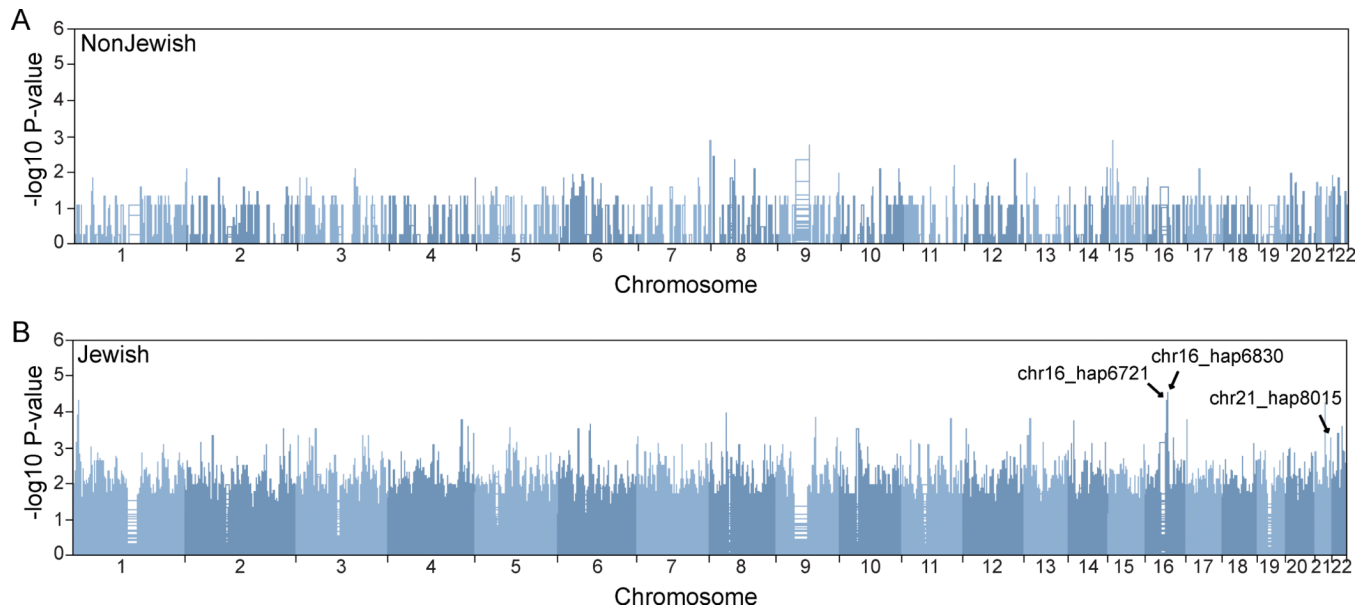 A
NonJewish
-log10 P-value
6
5
4
3
2
1
0
1 2 3 4 5 6 7 8 9 10 11 12 13 14 15 16 17 18 19 20 21 22
Chromosome
B
Jewish
-log10 P-value
6
5
4
3
2
1
0
chr16_hap6830
chr16_hap6721
chr21_hap8015
1 2 3 4 5 6 7 8 9 10 11 12 13 14 15 16 17 18 19 20 21 22
Chromosome